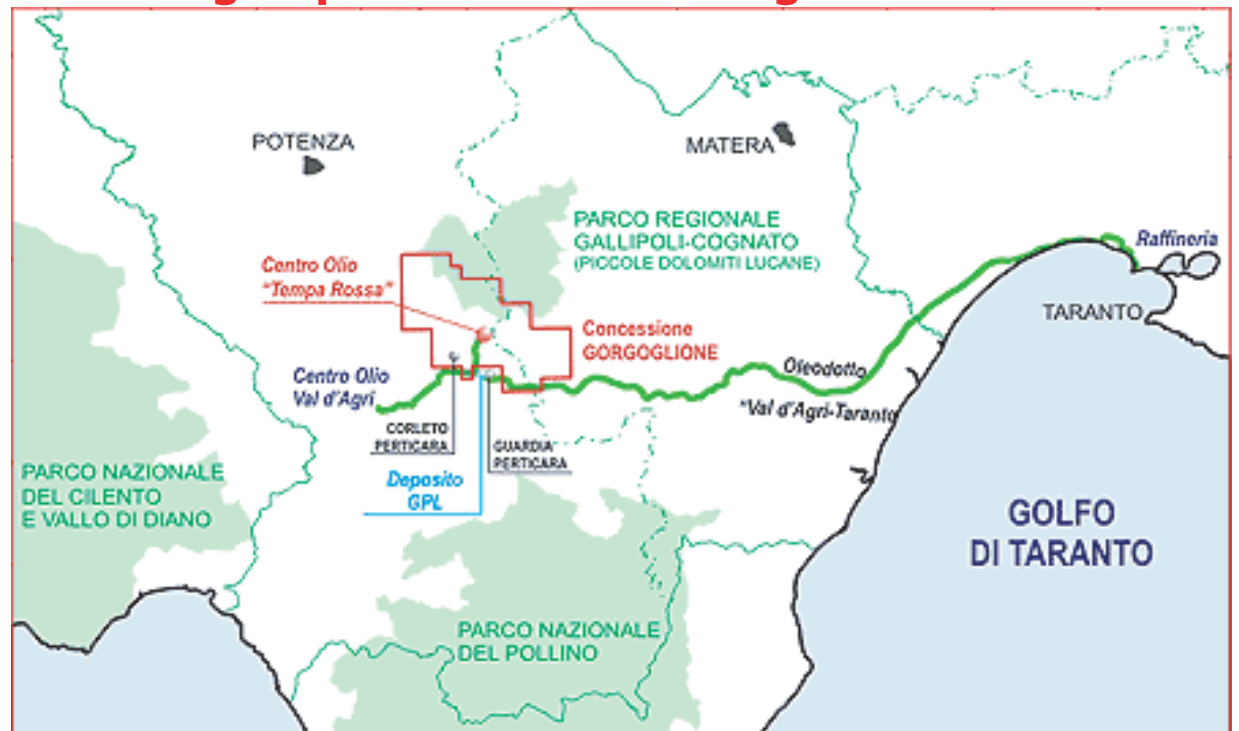 POTENZA
MATERA
PARCO REGIONALE
GALLIPOLI-COGNATO
(PICCOLE DOLOMITI LUCANE)
Raffineria
Centro Olio
"Tempa Rossa"
TARANTO
Concessione
GORGOGLIONE
Centro Olio
Val d'Agri
Oleodotto
"Val d'Agri-Taranto
CORLETO
PERTICARA
GUARDIA
PERTICARA
Deposito
GPL
PARCO NAZIONALE
DEL CILENTO
E VALLO DI DIANO
GOLFO
DI TARANTO
PARCO NAZIONALE
DEL POLLINO